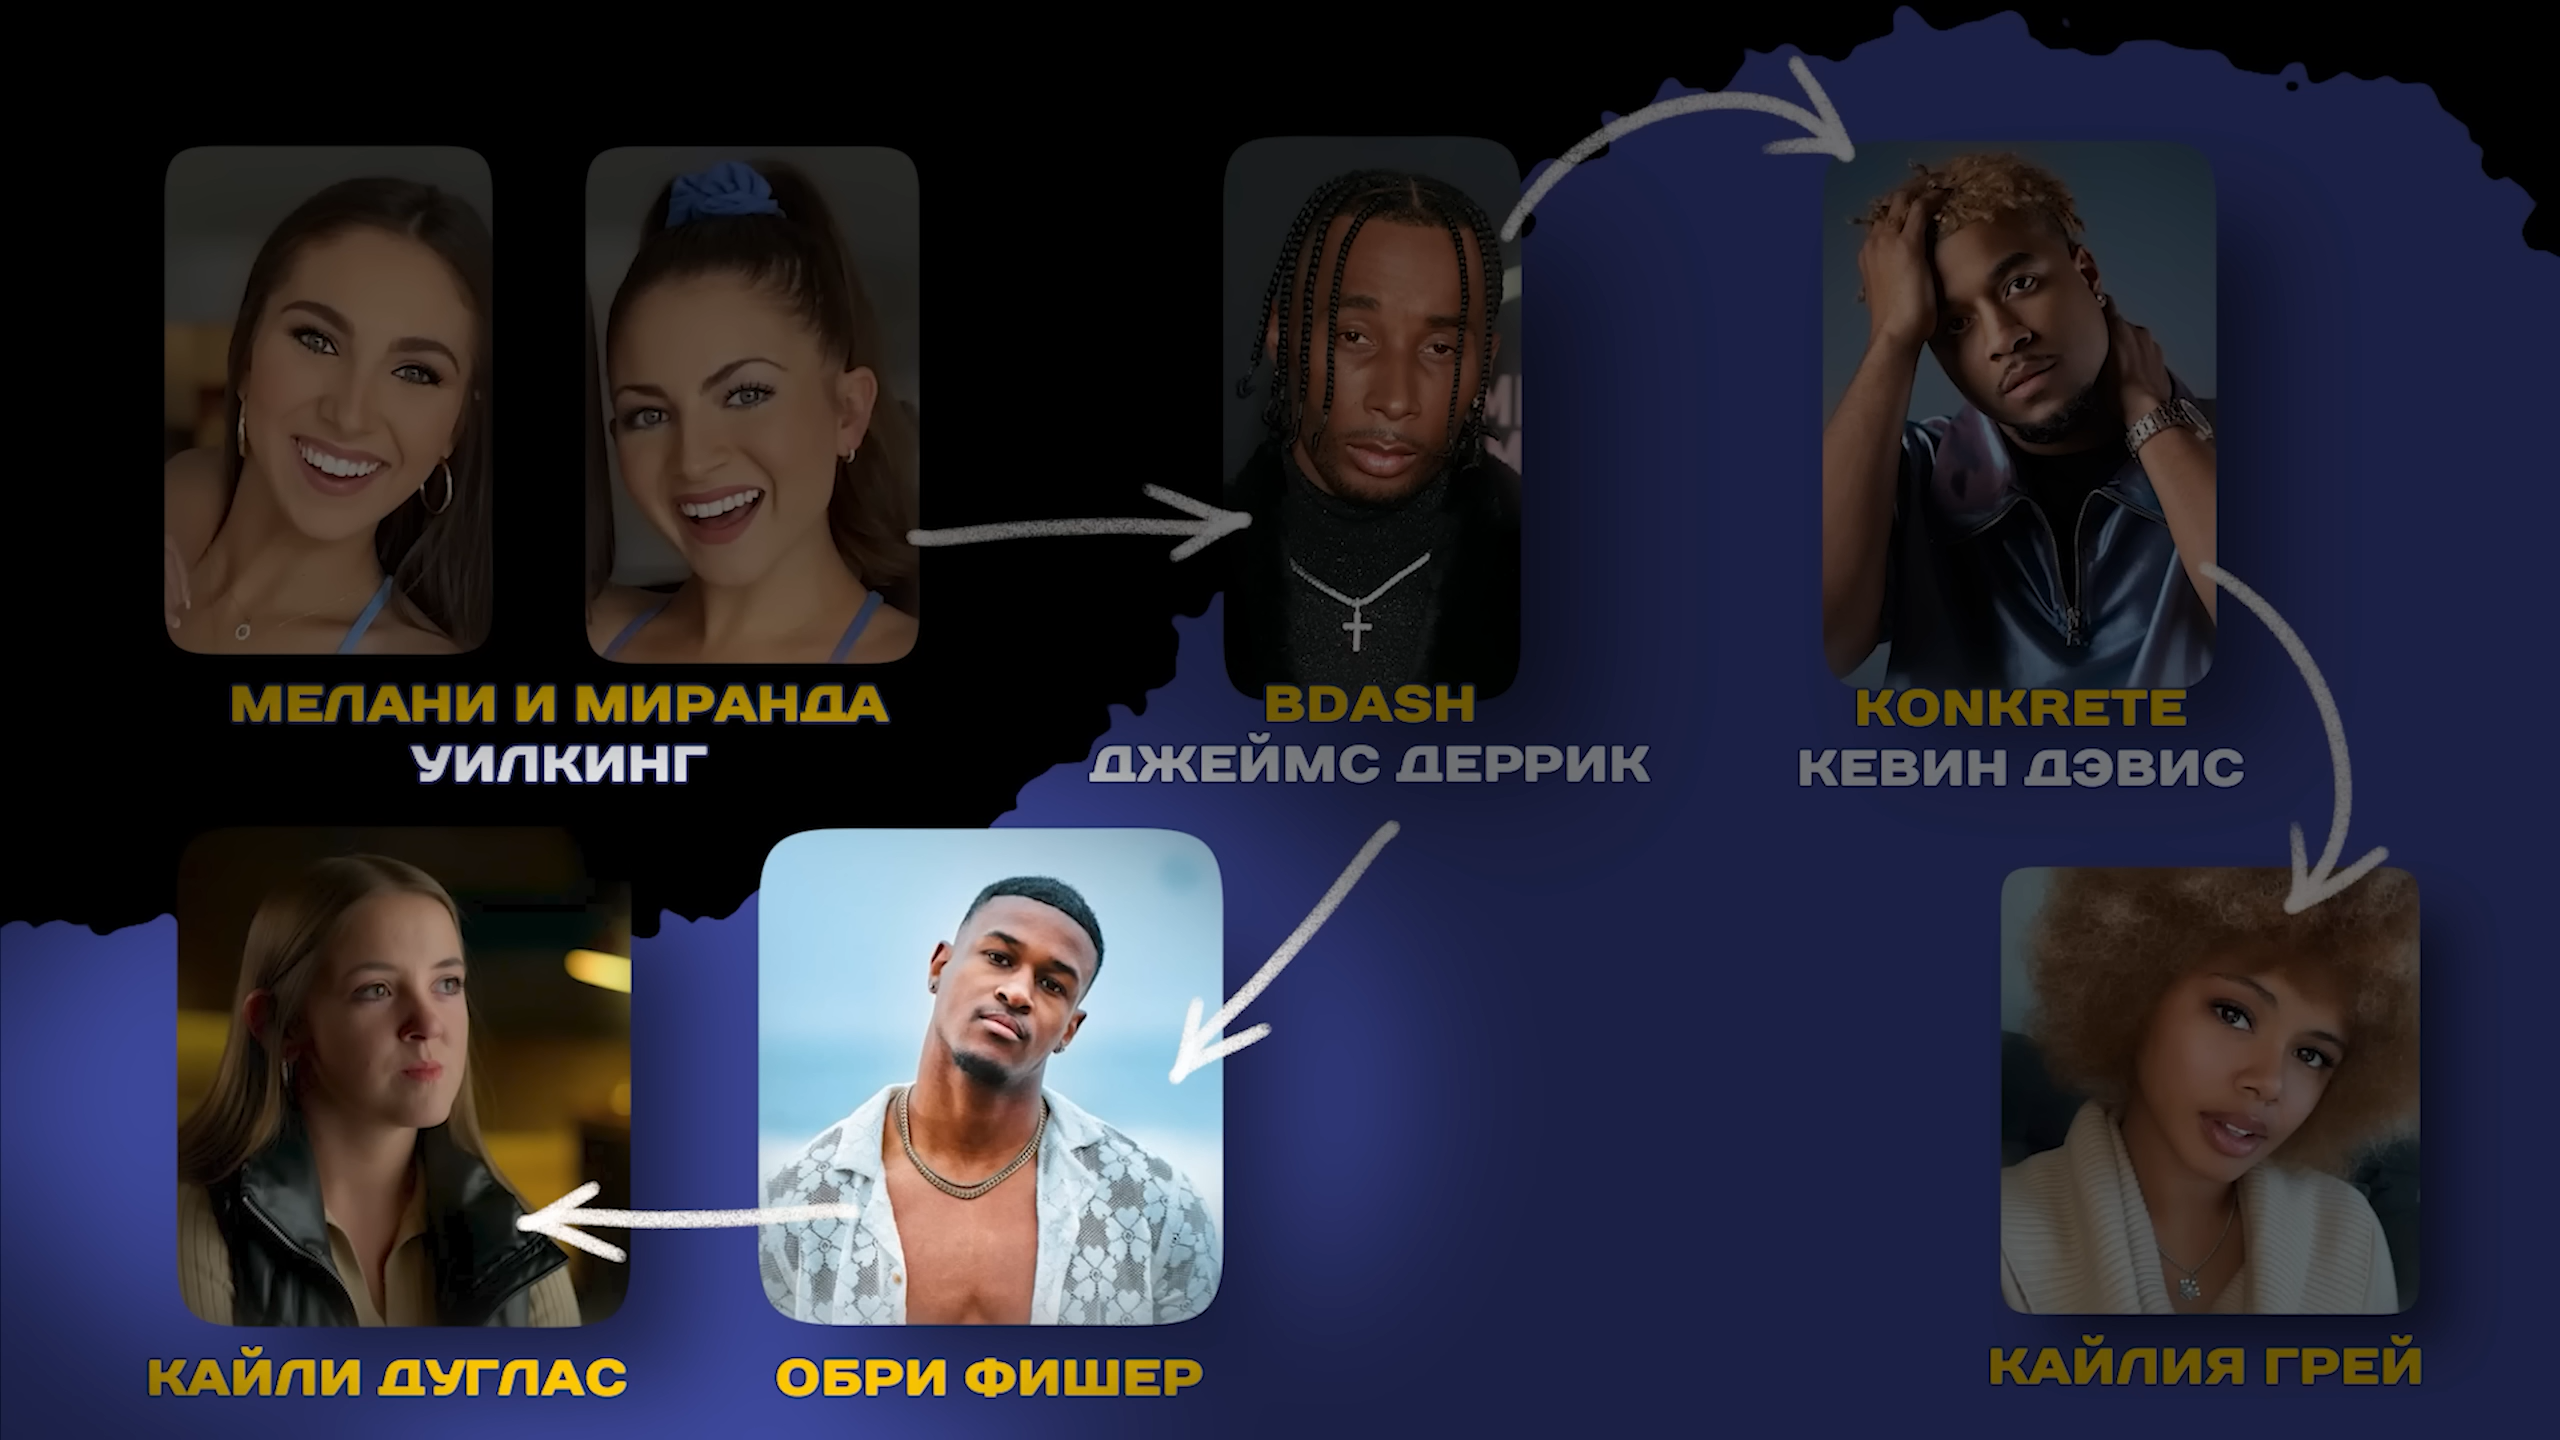 МЕЛАНИ И МИРАНДА
УИЛКИНГ
BDASH
ДЖЕЙМС ДЕРРИК
KONKRETE
КЕВИН ДЭВИС
КАЙЛИ ДУГЛАС
ОБРИ ФИШЕР
КАЙЛИЯ ГРЕЙ